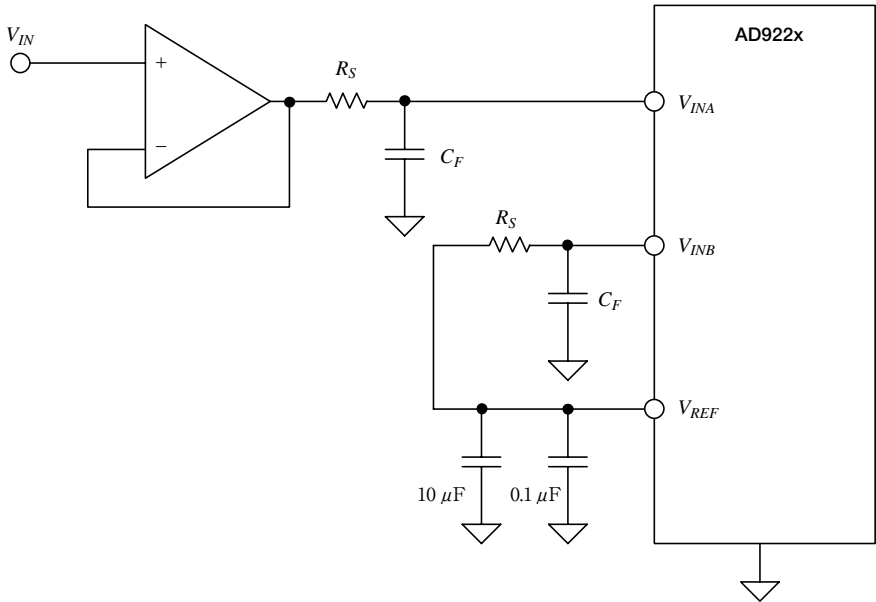 AD922x
V_IN
+
R_S
V_INA
−
C_F
R_S
V_INB
C_F
V_REF
10 μF
0.1 μF